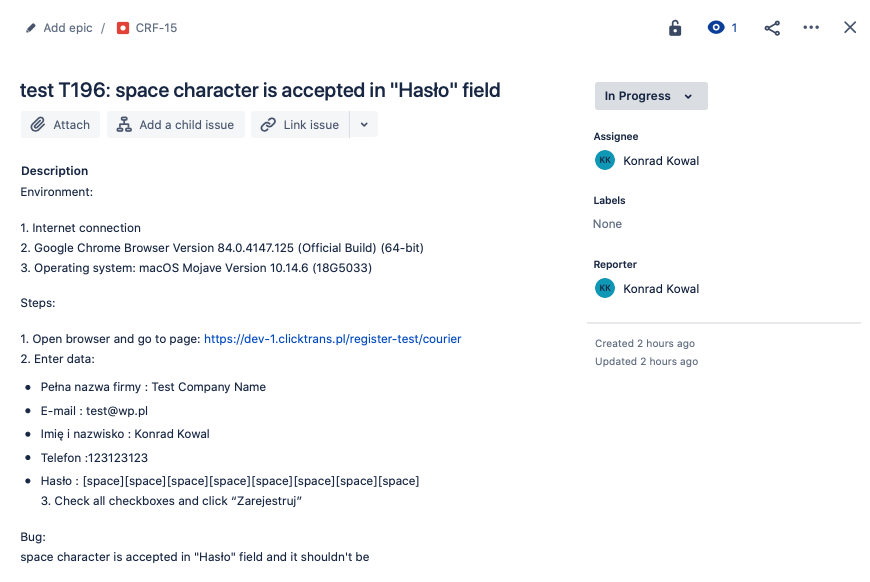 Add epic / CRF-15
1
test T196: space character is accepted in "Hasło" field
Attach Add a child issue Link issue
Description
Environment:
1. Internet connection
2. Google Chrome Browser Version 84.0.4147.125 (Official Build) (64-bit)
3. Operating system: macOS Mojave Version 10.14.6 (18G5033)
Steps:
1. Open browser and go to page: https://dev-1.clicktrans.pl/register-test/courier
2. Enter data:
• Pełna nazwa firmy : Test Company Name
• E-mail : test@wp.pl
• Imię i nazwisko : Konrad Kowal
• Telefon :123123123
• Hasło : [space][space][space][space][space][space][space][space]
3. Check all checkboxes and click “Zarejestruj”
Bug:
space character is accepted in "Hasło" field and it shouldn't be
In Progress
Assignee
KK Konrad Kowal
Labels
None
Reporter
KK Konrad Kowal
Created 2 hours ago
Updated 2 hours ago